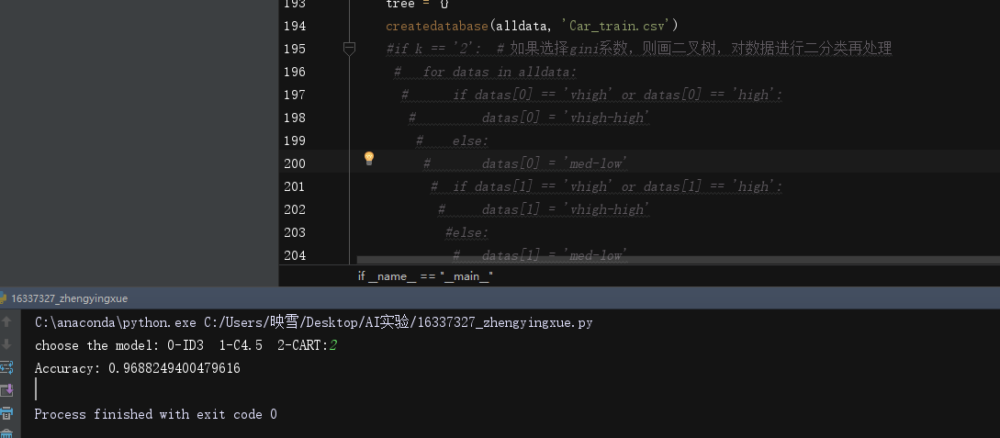 193 tree = {}
194 createdatabase(alldata, 'Car_train.csv')
195 #if k == '2': # 如果选择gini系数，则画二叉树，对数据进行二分类再处理
196 # for datas in alldata:
197 # if datas[0] == 'vhigh' or datas[0] == 'high':
198 # datas[0] = 'vhigh-high'
199 # else:
200 # datas[0] = 'med-low'
201 # if datas[1] == 'vhigh' or datas[1] == 'high':
202 # datas[1] = 'vhigh-high'
203 #else:
204 # datas[1] = 'med-low'
if __name__ == "__main__"
16337327_zhengyingxue
C:\anaconda\python.exe C:/Users/映雪/Desktop/AI实验/16337327_zhengyingxue.py
choose the model: 0-ID3 1-C4.5 2-CART:2
Accuracy: 0.9688249400479616
Process finished with exit code 0